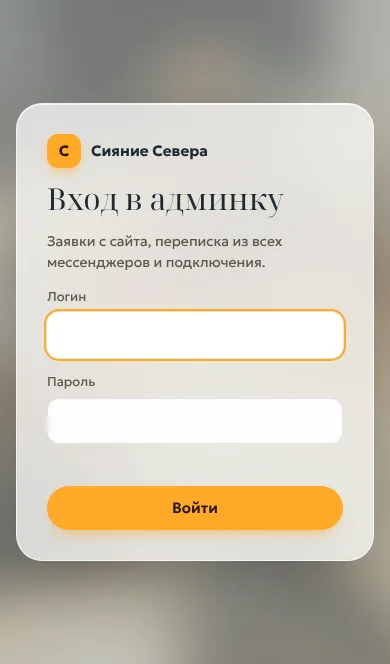 С
Сияние Севера
Вход в админку
Заявки с сайта, переписка из всех
мессенджеров и подключения.
Логин
Пароль
Войти